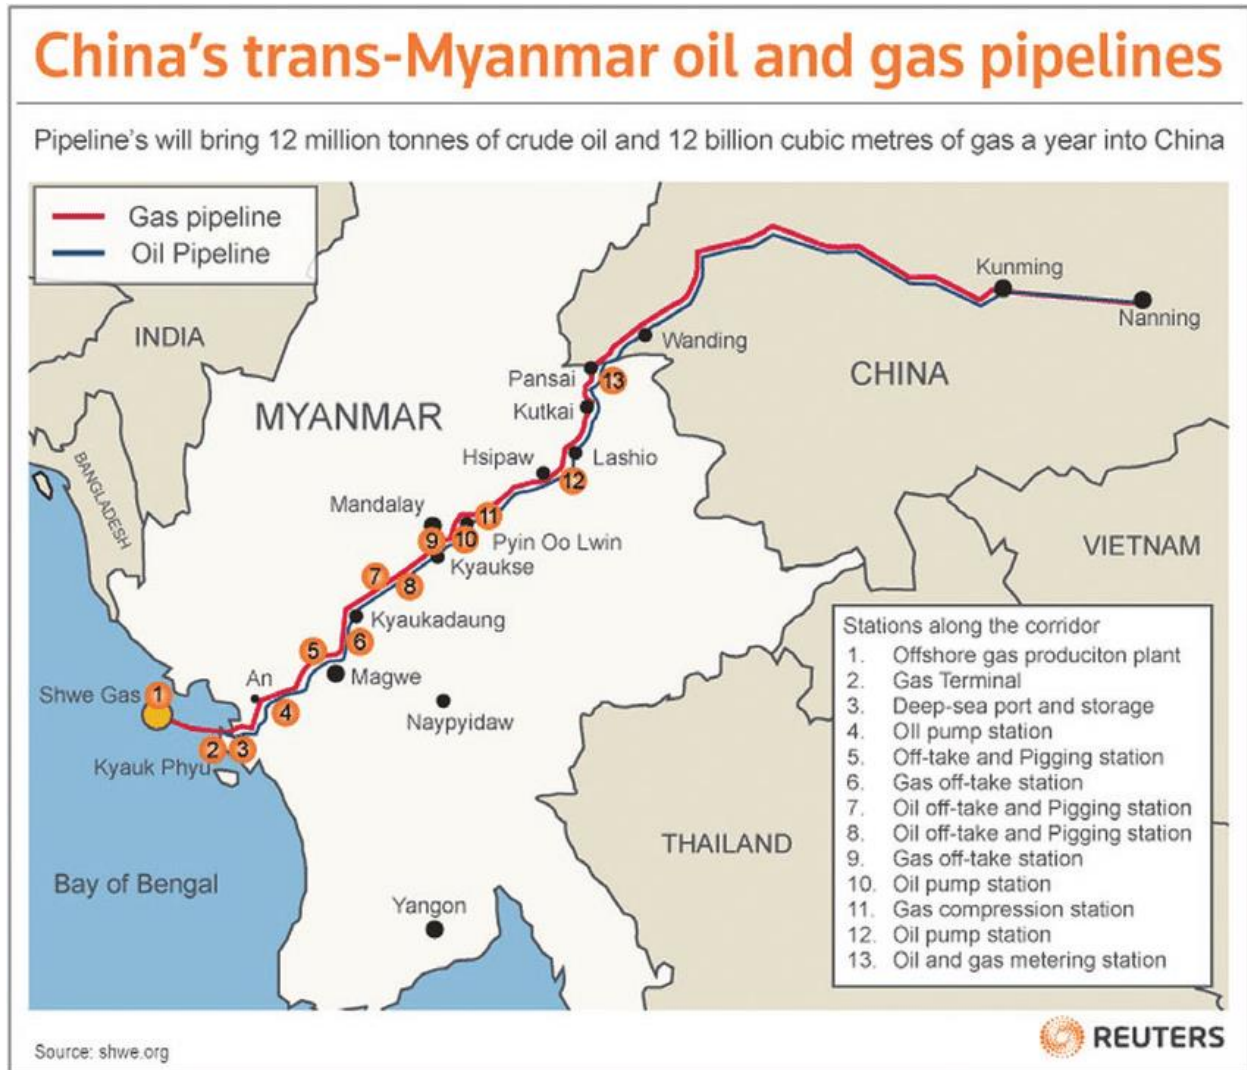 China's trans-Myanmar oil and gas pipelines
Pipeline's will bring 12 million tonnes of crude oil and 12 billion cubic metres of gas a year into China
Gas pipeline
Oil Pipeline
INDIA
BANGLADESH
MYANMAR
CHINA
VIETNAM
THAILAND
Kunming
Nanning
Wanding
Pansai
13
Kutkai
Hsipaw
Lashio
12
Mandalay
11
9
10
Pyin Oo Lwin
Kyaukse
7
8
Kyaukadaung
6
5
An
Magwe
4
Naypyidaw
Shwe Gas
1
2
3
Kyauk Phyu
Bay of Bengal
Yangon
Stations along the corridor
1. Offshore gas produciton plant
2. Gas Terminal
3. Deep-sea port and storage
4. OIl pump station
5. Off-take and Pigging station
6. Gas off-take station
7. Oil off-take and Pigging station
8. Oil off-take and Pigging station
9. Gas off-take station
10. Oil pump station
11. Gas compression station
12. Oil pump station
13. Oil and gas metering station
Source: shwe.org
REUTERS